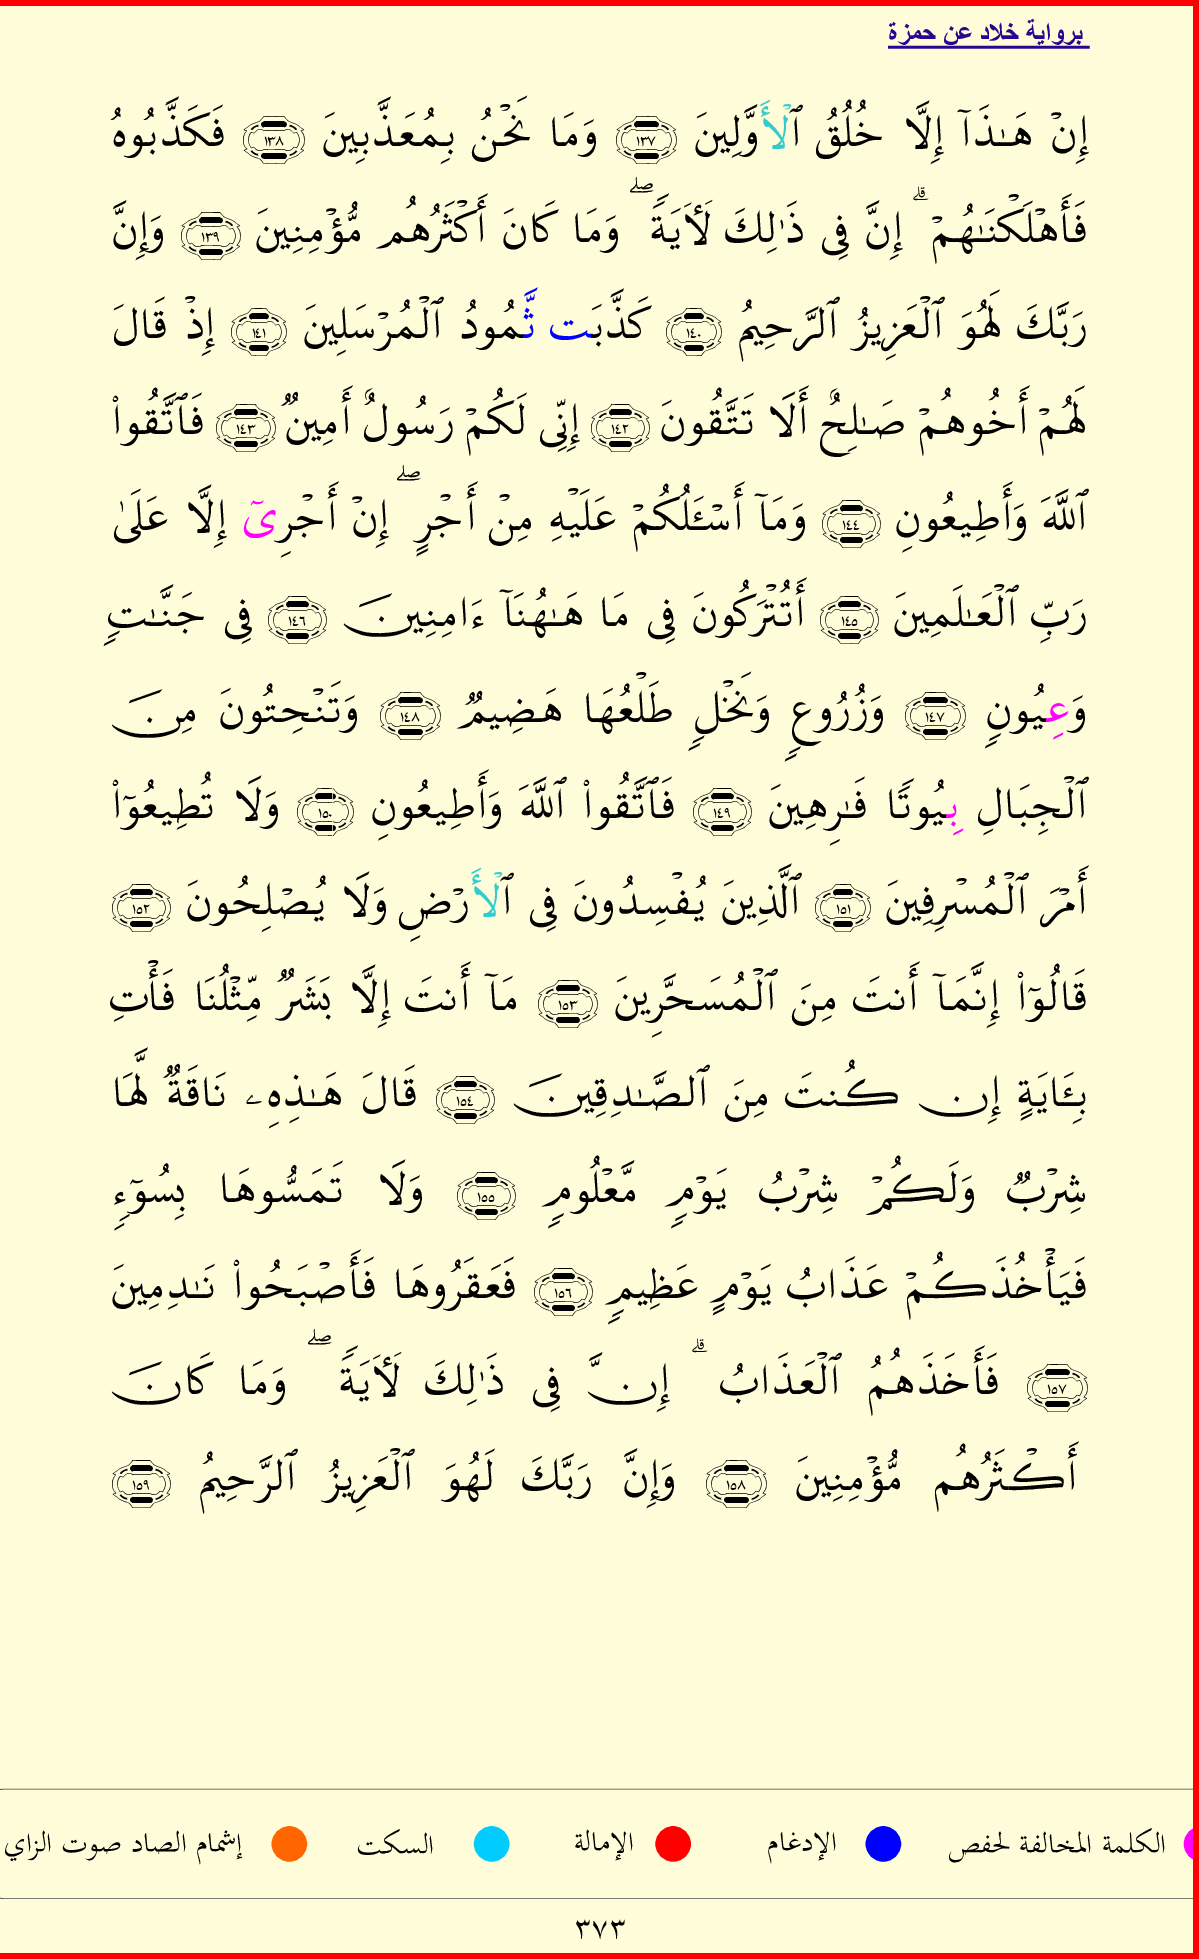 برواية خلاد عن حمزة
إِنْ هَـٰذَآ إِلَّا خُلُقُ ٱلْأَوَّلِينَ ١٣٧ وَمَا نَحْنُ بِمُعَذَّبِينَ ١٣٨ فَكَذَّبُوهُ
فَأَهْلَكْنَـٰهُمْ ۗ إِنَّ فِى ذَٰلِكَ لَـَٔايَةً ۖ وَمَا كَانَ أَكْثَرُهُم مُّؤْمِنِينَ ١٣٩ وَإِنَّ
رَبَّكَ لَهُوَ ٱلْعَزِيزُ ٱلرَّحِيمُ ١٤٠ كَذَّبَت ثَّمُودُ ٱلْمُرْسَلِينَ ١٤١ إِذْ قَالَ
لَهُمْ أَخُوهُمْ صَـٰلِحٌ أَلَا تَتَّقُونَ ١٤٢ إِنِّى لَكُمْ رَسُولٌ أَمِينٌ ١٤٣ فَٱتَّقُوا۟
ٱللَّهَ وَأَطِيعُونِ ١٤٤ وَمَآ أَسْـَٔلُكُمْ عَلَيْهِ مِنْ أَجْرٍ ۖ إِنْ أَجْرِىٓ إِلَّا عَلَىٰ
رَبِّ ٱلْعَـٰلَمِينَ ١٤٥ أَتُتْرَكُونَ فِى مَا هَـٰهُنَآ ءَامِنِينَ ١٤٦ فِى جَنَّـٰتٍ
وَعِيُونٍ ١٤٧ وَزُرُوعٍ وَنَخْلٍ طَلْعُهَا هَضِيمٌ ١٤٨ وَتَنْحِتُونَ مِنَ
ٱلْجِبَالِ بِيُوتًا فَـٰرِهِينَ ١٤٩ فَٱتَّقُوا۟ ٱللَّهَ وَأَطِيعُونِ ١٥٠ وَلَا تُطِيعُوٓا۟
أَمْرَ ٱلْمُسْرِفِينَ ١٥١ ٱلَّذِينَ يُفْسِدُونَ فِى ٱلْأَرْضِ وَلَا يُصْلِحُونَ ١٥٢
قَالُوٓا۟ إِنَّمَآ أَنتَ مِنَ ٱلْمُسَحَّرِينَ ١٥٣ مَآ أَنتَ إِلَّا بَشَرٌ مِّثْلُنَا فَأْتِ
بِـَٔايَةٍ إِن كُنتَ مِنَ ٱلصَّـٰدِقِينَ ١٥٤ قَالَ هَـٰذِهِۦ نَاقَةٌ لَّهَا
شِرْبٌ وَلَكُمْ شِرْبُ يَوْمٍ مَّعْلُومٍ ١٥٥ وَلَا تَمَسُّوهَا بِسُوٓءٍ
فَيَأْخُذَكُمْ عَذَابُ يَوْمٍ عَظِيمٍ ١٥٦ فَعَقَرُوهَا فَأَصْبَحُوا۟ نَـٰدِمِينَ
١٥٧ فَأَخَذَهُمُ ٱلْعَذَابُ ۗ إِنَّ فِى ذَٰلِكَ لَـَٔايَةً ۖ وَمَا كَانَ
أَكْثَرُهُم مُّؤْمِنِينَ ١٥٨ وَإِنَّ رَبَّكَ لَهُوَ ٱلْعَزِيزُ ٱلرَّحِيمُ ١٥٩
الكلمة المخالفة لحفص الإدغام الإمالة السكت إشمام الصاد صوت الزاي
٣٧٣